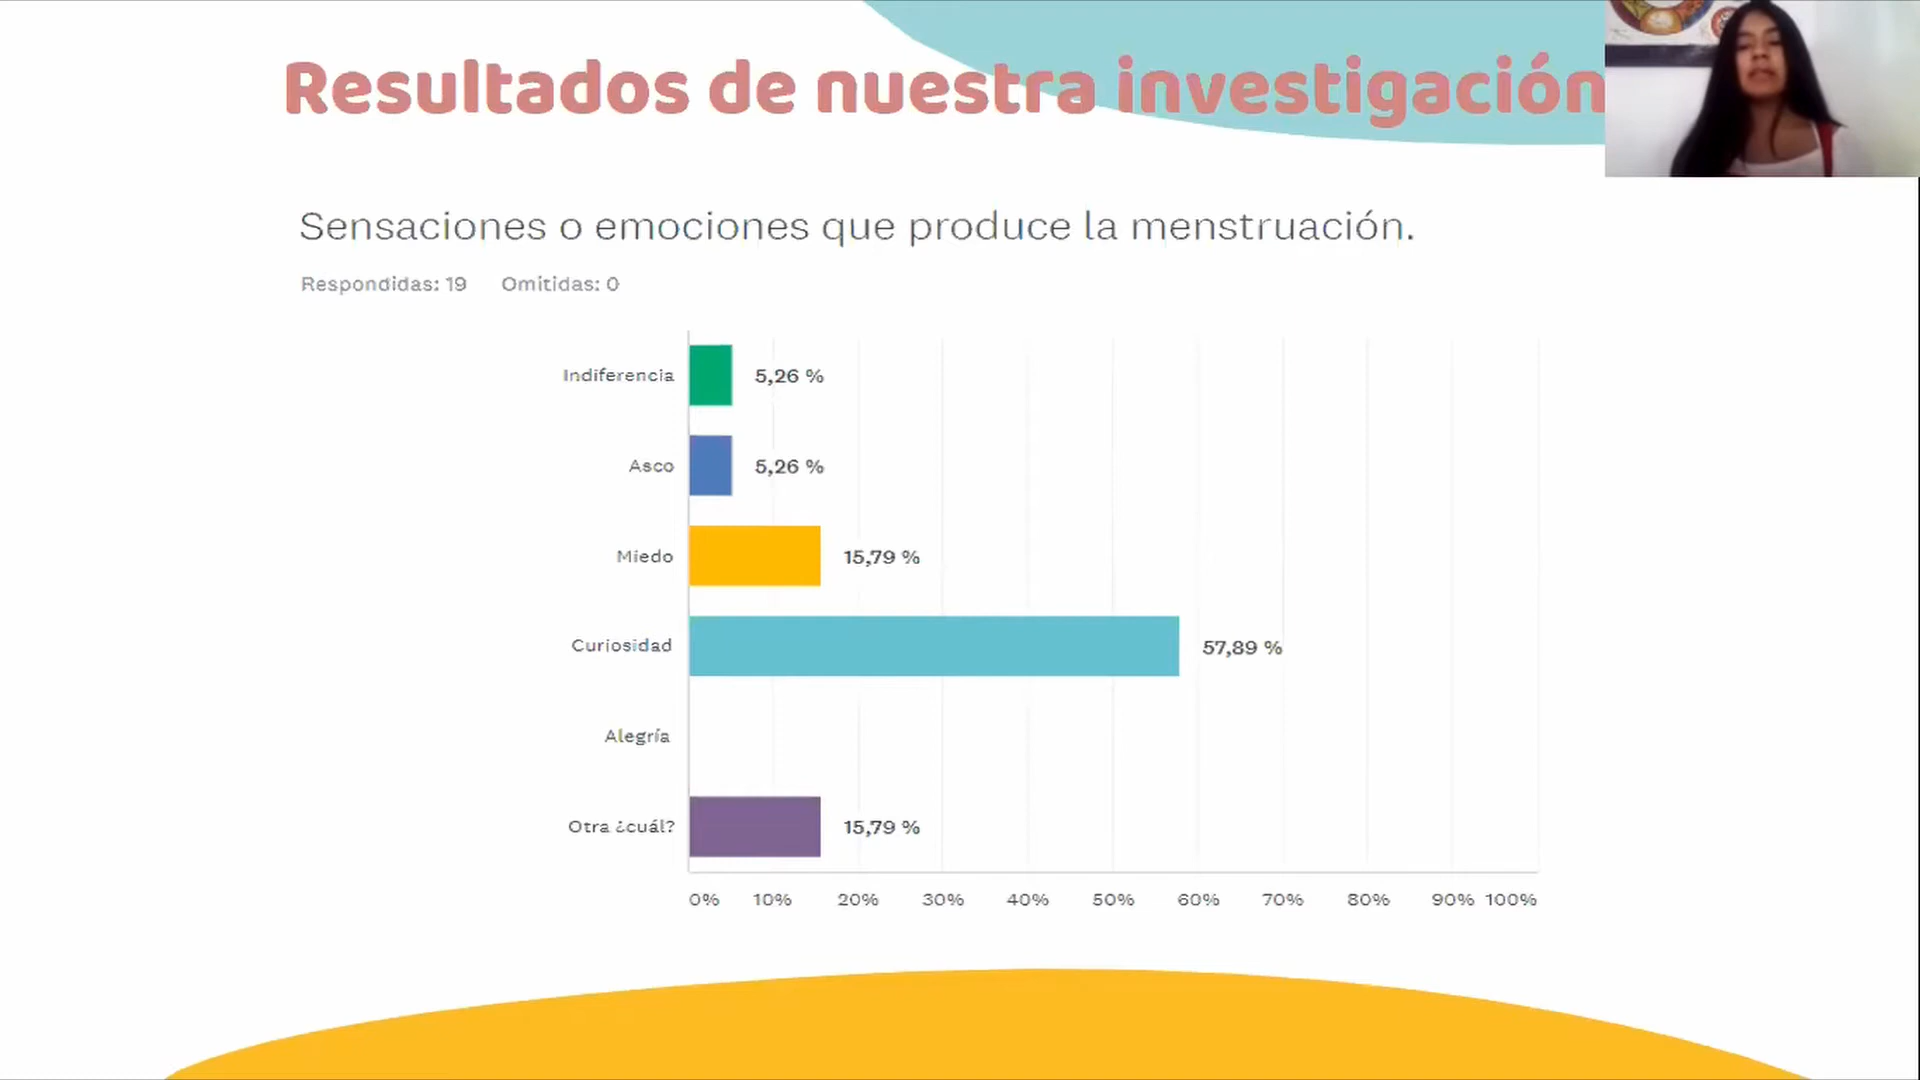 Resultados de nuestra investigación
Sensaciones o emociones que produce la menstruación.
Respondidas: 19 Omitidas: 0
Indiferencia 5,26 %
Asco 5,26 %
Miedo 15,79 %
Curiosidad 57,89 %
Alegría
Otra ¿cuál? 15,79 %
0% 10% 20% 30% 40% 50% 60% 70% 80% 90% 100%